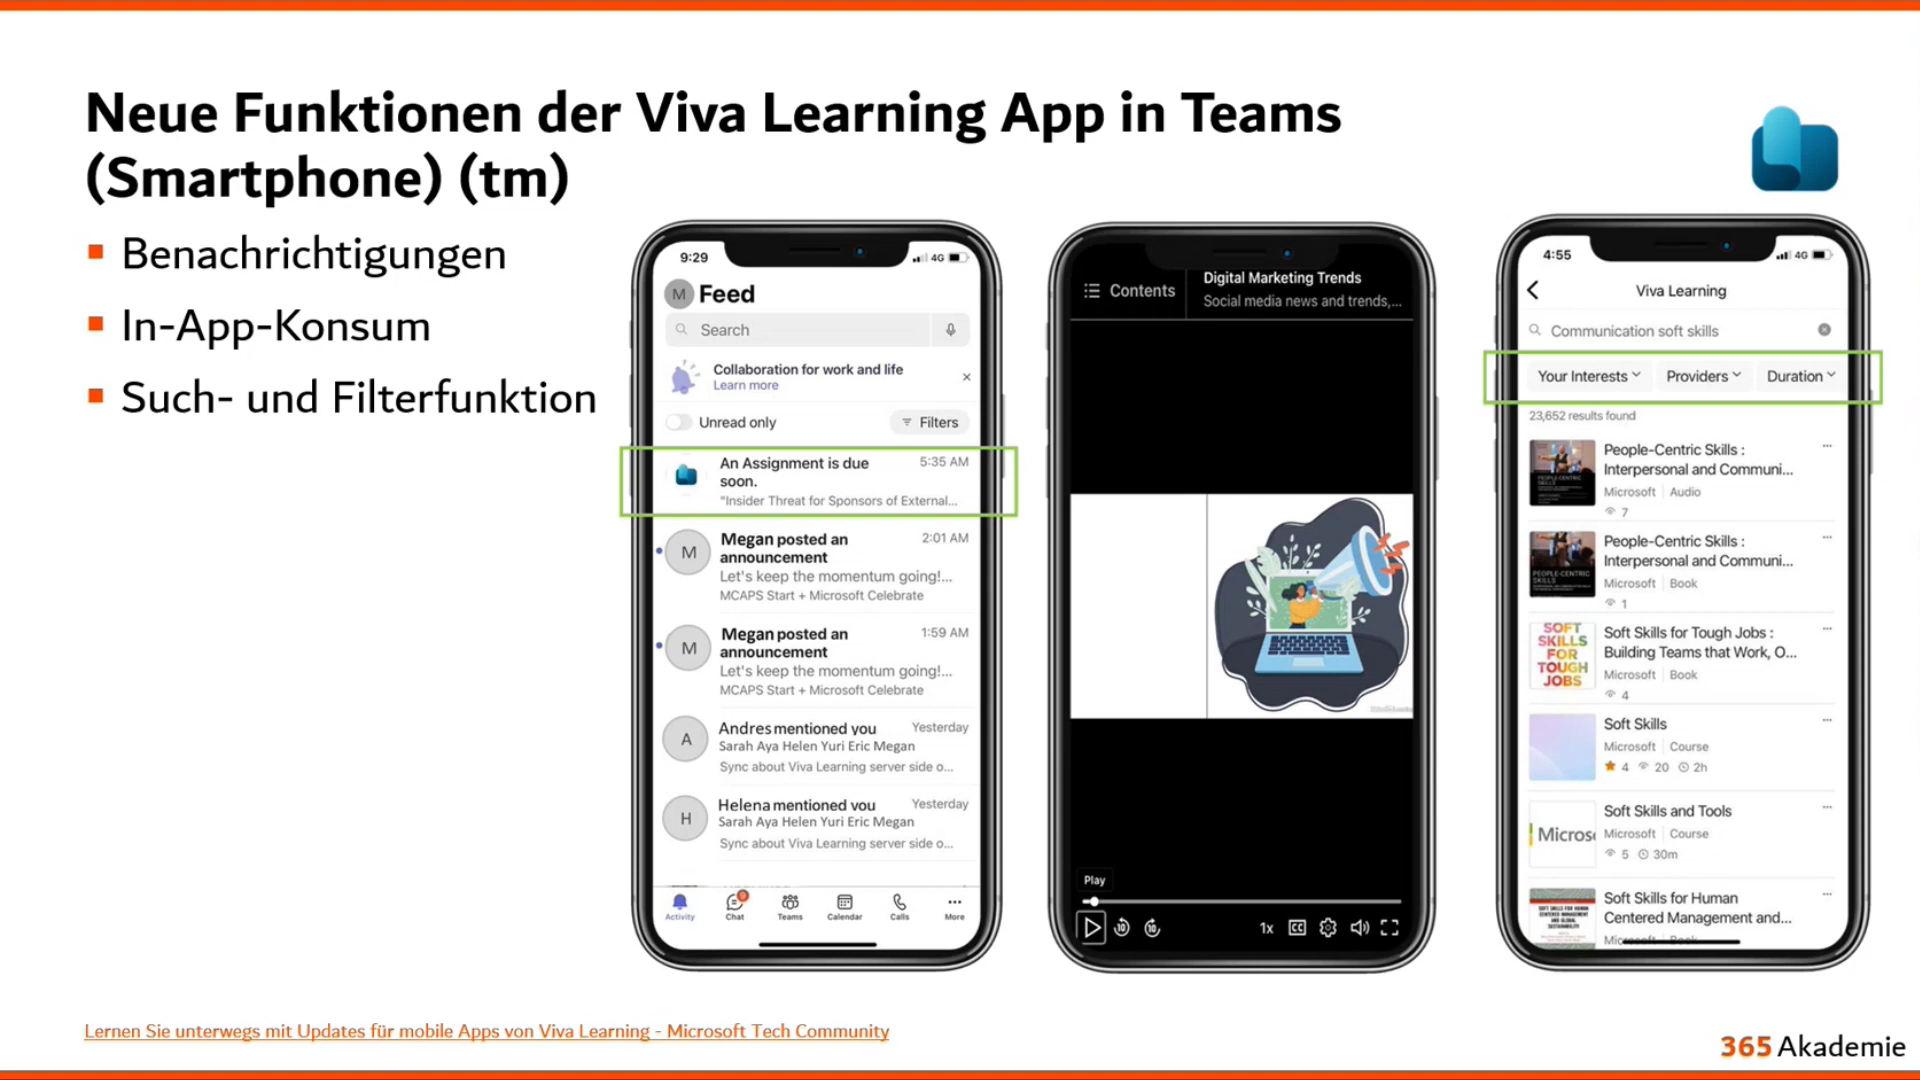 Neue Funktionen der Viva Learning App in Teams
(Smartphone) (tm)
Benachrichtigungen
In-App-Konsum
Such- und Filterfunktion
9:29
4G
M
Feed
Search
Collaboration for work and life
Learn more
Unread only
Filters
An Assignment is due
soon.
5:35 AM
"Insider Threat for Sponsors of External...
M
Megan posted an
announcement
2:01 AM
Let's keep the momentum going!...
MCAPS Start + Microsoft Celebrate
M
Megan posted an
announcement
1:59 AM
Let's keep the momentum going!...
MCAPS Start + Microsoft Celebrate
A
Andres mentioned you
Yesterday
Sarah Aya Helen Yuri Eric Megan
Sync about Viva Learning server side o...
H
Helena mentioned you
Yesterday
Sarah Aya Helen Yuri Eric Megan
Sync about Viva Learning server side o...
Activity
Chat
Teams
Calendar
Calls
More
Contents
Digital Marketing Trends
Social media news and trends,...
Play
10
10
1x
CC
4:55
4G
Viva Learning
Communication soft skills
Your Interests
Providers
Duration
23,652 results found
People-Centric Skills :
Interpersonal and Communi...
Microsoft | Audio
7
PEOPLE-CENTRIC
SKILLS
People-Centric Skills :
Interpersonal and Communi...
Microsoft | Book
1
SOFT
SKILLS
FOR
TOUGH
JOBS
Soft Skills for Tough Jobs :
Building Teams that Work, O...
Microsoft | Book
4
Soft Skills
Microsoft | Course
4 20 2h
Micros
Soft Skills and Tools
Microsoft | Course
5 30m
Soft Skills for Human
Centered Management and...
Microsoft | Book
Lernen Sie unterwegs mit Updates für mobile Apps von Viva Learning - Microsoft Tech Community
365 Akademie